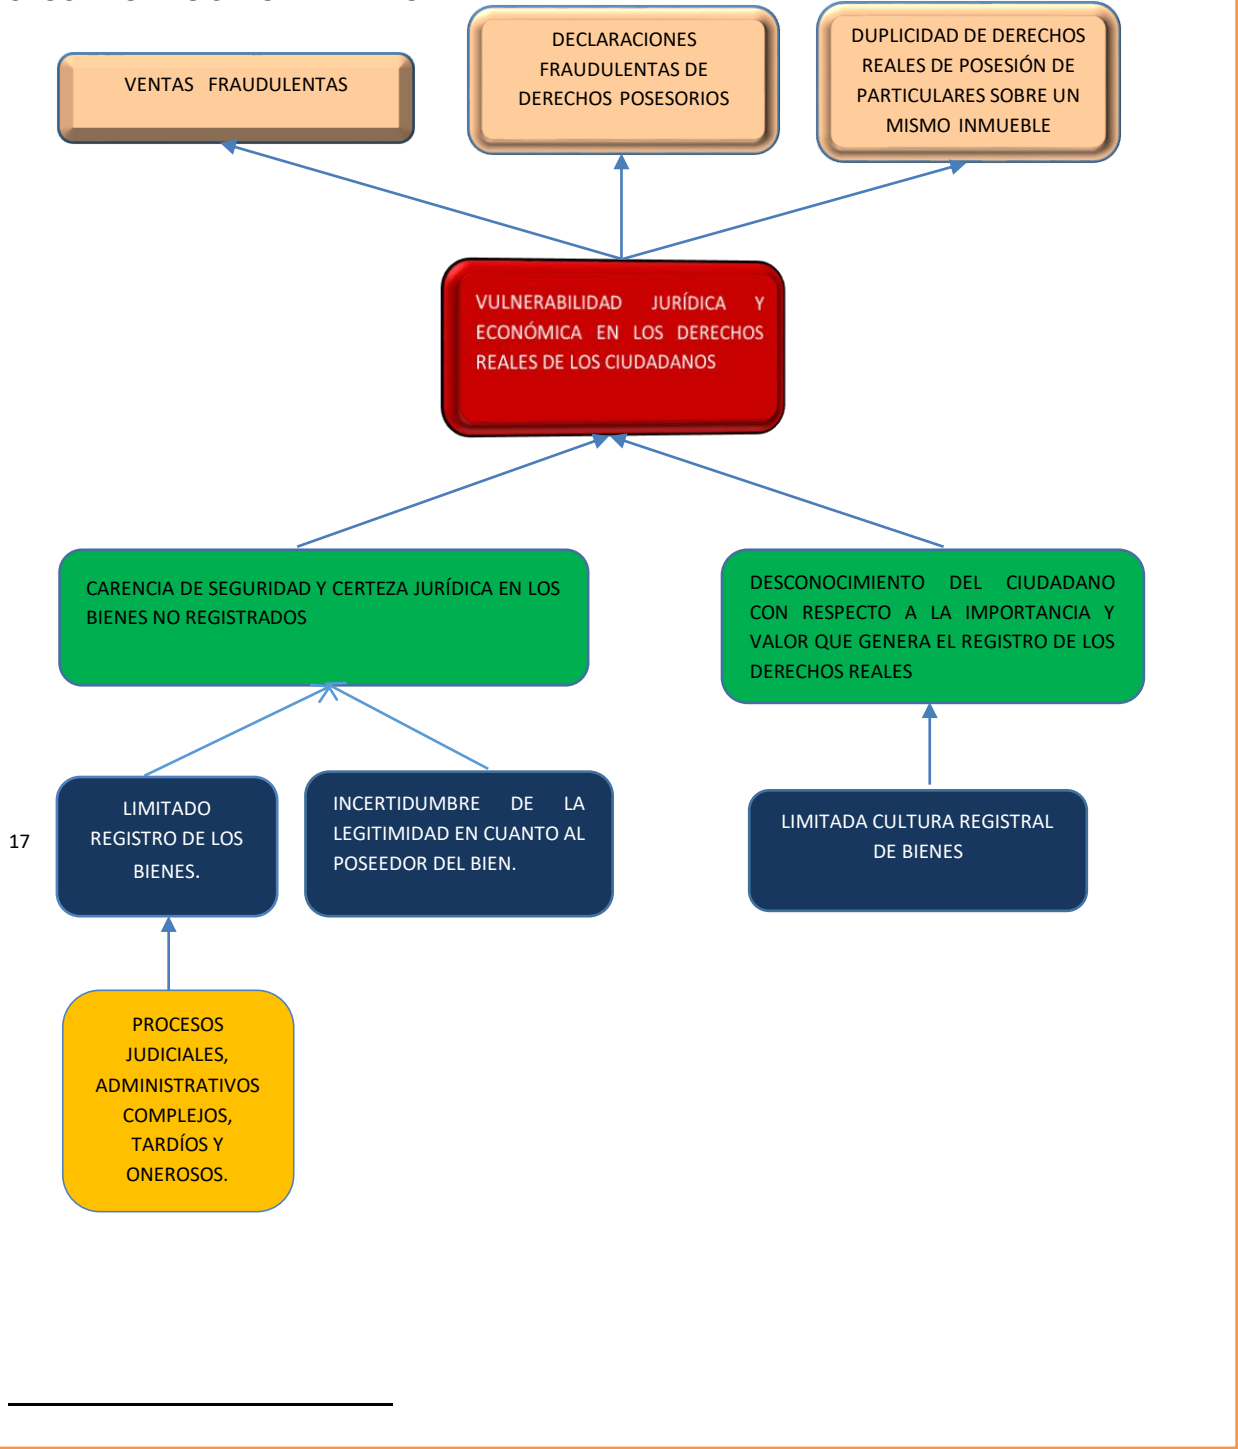 VENTAS FRAUDULENTAS
DECLARACIONES
FRAUDULENTAS DE
DERECHOS POSESORIOS
DUPLICIDAD DE DERECHOS
REALES DE POSESIÓN DE
PARTICULARES SOBRE UN
MISMO INMUEBLE
VULNERABILIDAD JURÍDICA Y
ECONÓMICA EN LOS DERECHOS
REALES DE LOS CIUDADANOS
CARENCIA DE SEGURIDAD Y CERTEZA JURÍDICA EN LOS
BIENES NO REGISTRADOS
DESCONOCIMIENTO DEL CIUDADANO
CON RESPECTO A LA IMPORTANCIA Y
VALOR QUE GENERA EL REGISTRO DE LOS
DERECHOS REALES
LIMITADO
REGISTRO DE LOS
BIENES.
INCERTIDUMBRE DE LA
LEGITIMIDAD EN CUANTO AL
POSEEDOR DEL BIEN.
LIMITADA CULTURA REGISTRAL
DE BIENES
17
PROCESOS
JUDICIALES,
ADMINISTRATIVOS
COMPLEJOS,
TARDÍOS Y
ONEROSOS.